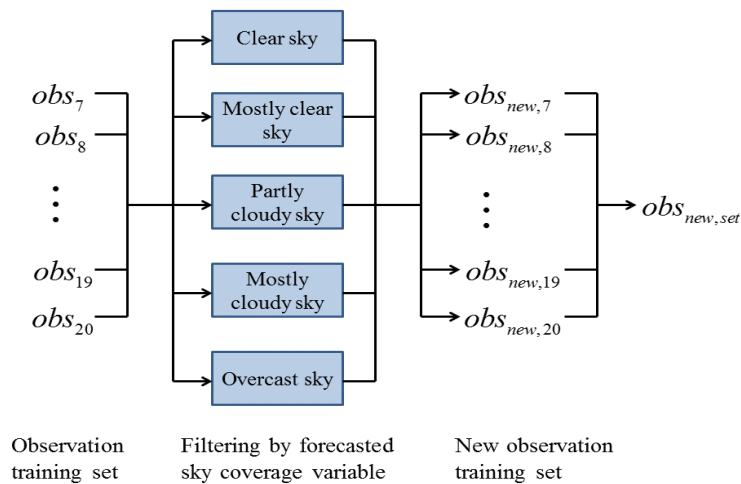 Clear sky
obs7
Mostly clear
sky
obsnew,7
obs8
obsnew,8
Partly
cloudy sky
obsnew,set
obs19
Mostly
cloudy sky
obsnew,19
obs20
obsnew,20
Overcast sky
Observation
training set
Filtering by forecasted
sky coverage variable
New observation
training set